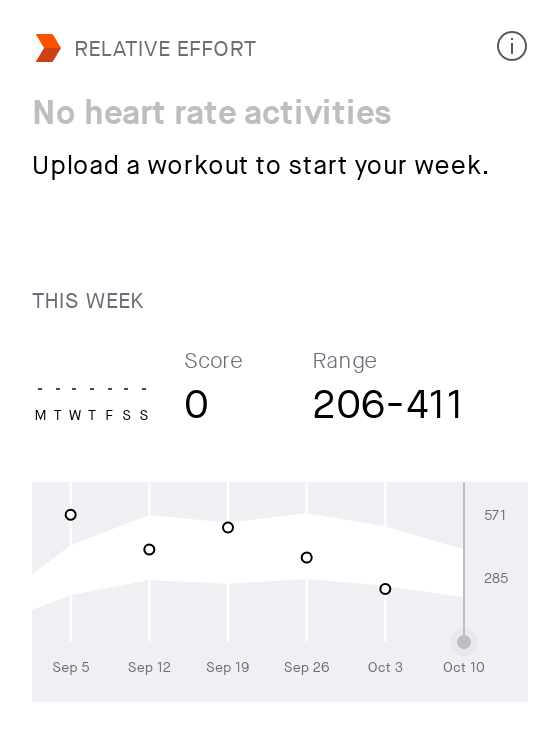 RELATIVE EFFORT
No heart rate activities
Upload a workout to start your week.
THIS WEEK
Score Range
- - - - - - -
M T W T F S S
0 206-411
571
285
Sep 5 Sep 12 Sep 19 Sep 26 Oct 3 Oct 10